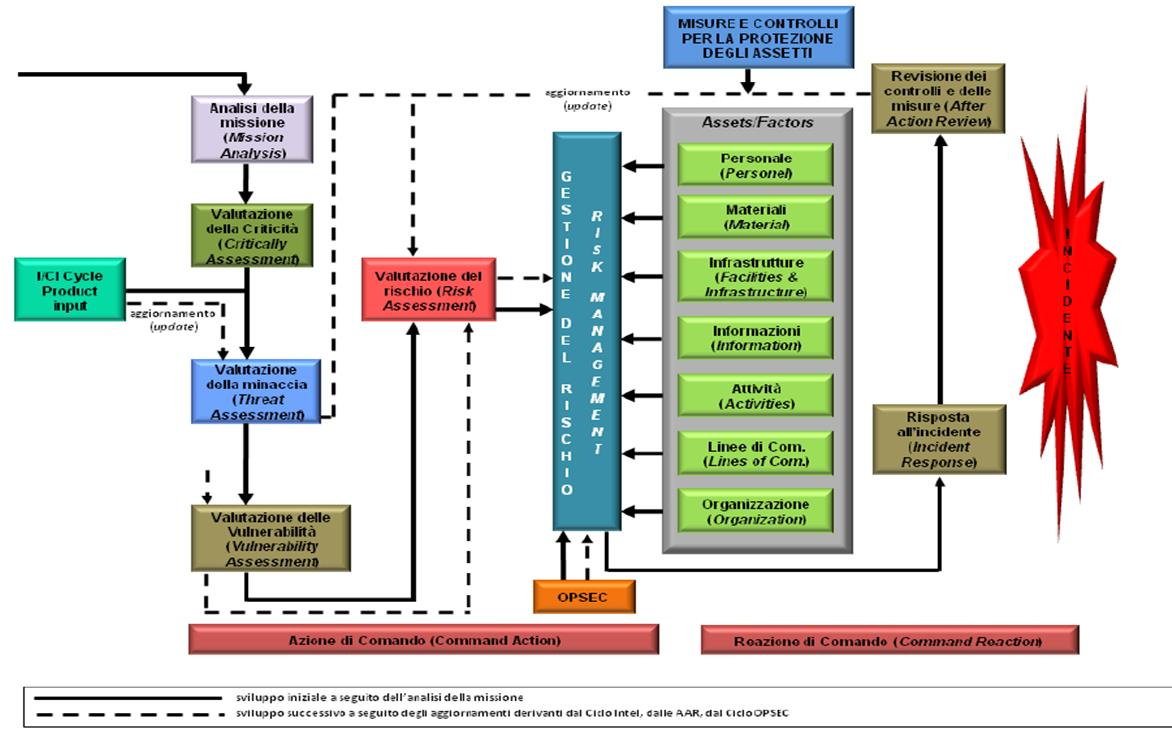 MISURE E CONTROLLI
PER LA PROTEZIONE
DEGLI ASSETTI
Analisi della
missione
(Mission
Analysis)
aggiornamento
(update)
Revisione dei
controlli e delle
misure (After
Action Review)
Assets/Factors
Valutazione
della Criticità
(Critically
Assessment)
I/CI Cycle
Product
input
aggiornamento
(update)
Valutazione del
rischio (Risk
Assessment)
GESTIONE DEL RISCHIO
RISK MANAGEMENT
Personale
(Personel)
Materiali
(Material)
Infrastrutture
(Facilities &
Infrastructure)
Informazioni
(Information)
Attività
(Activities)
Linee di Com.
(Lines of Com.)
Organizzazione
(Organization)
INCIDENTE
Valutazione
della minaccia
(Threat
Assessment)
Risposta
all'incidente
(Incident
Response)
Valutazione delle
Vulnerabilità
(Vulnerability
Assessment)
OPSEC
Azione di Comando (Command Action)
Reazione di Comando (Command Reaction)
sviluppo iniziale a seguito dell'analisi della missione
sviluppo successivo a seguito degli aggiornamenti derivanti dal Ciclo Intel, dalle AAR, dal Ciclo OPSEC